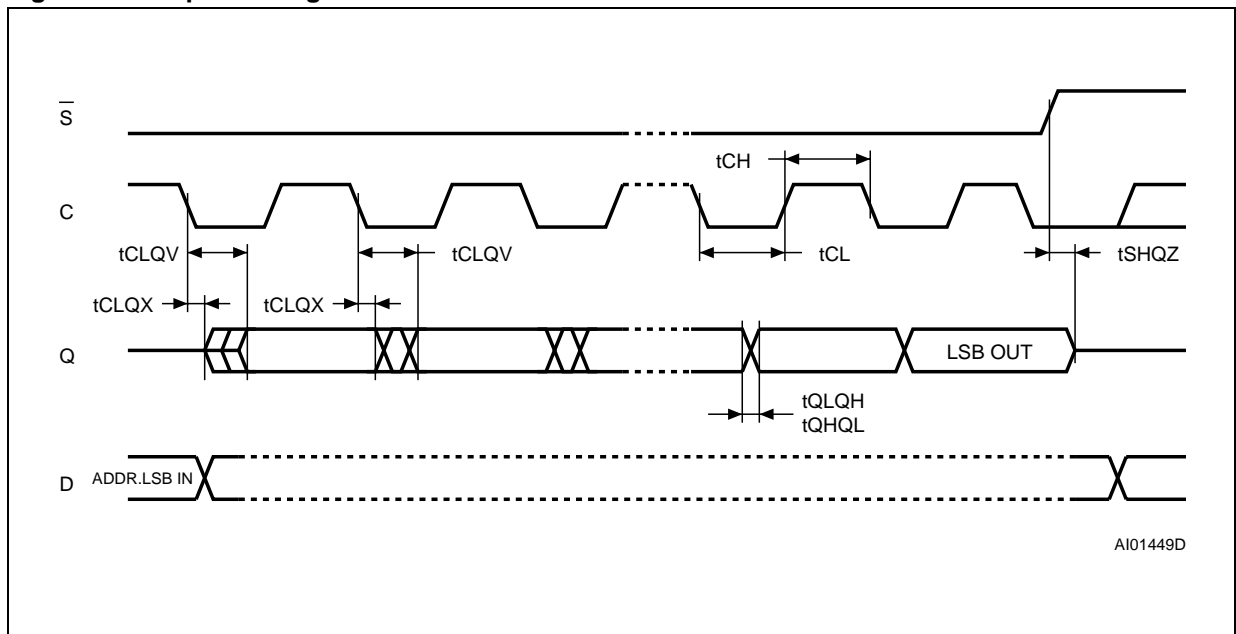 S
tCH
C
tCLQV
tCLQV
tCL
tSHQZ
tCLQX
tCLQX
Q
LSB OUT
tQLQH
tQHQL
D
ADDR.LSB IN
AI01449D